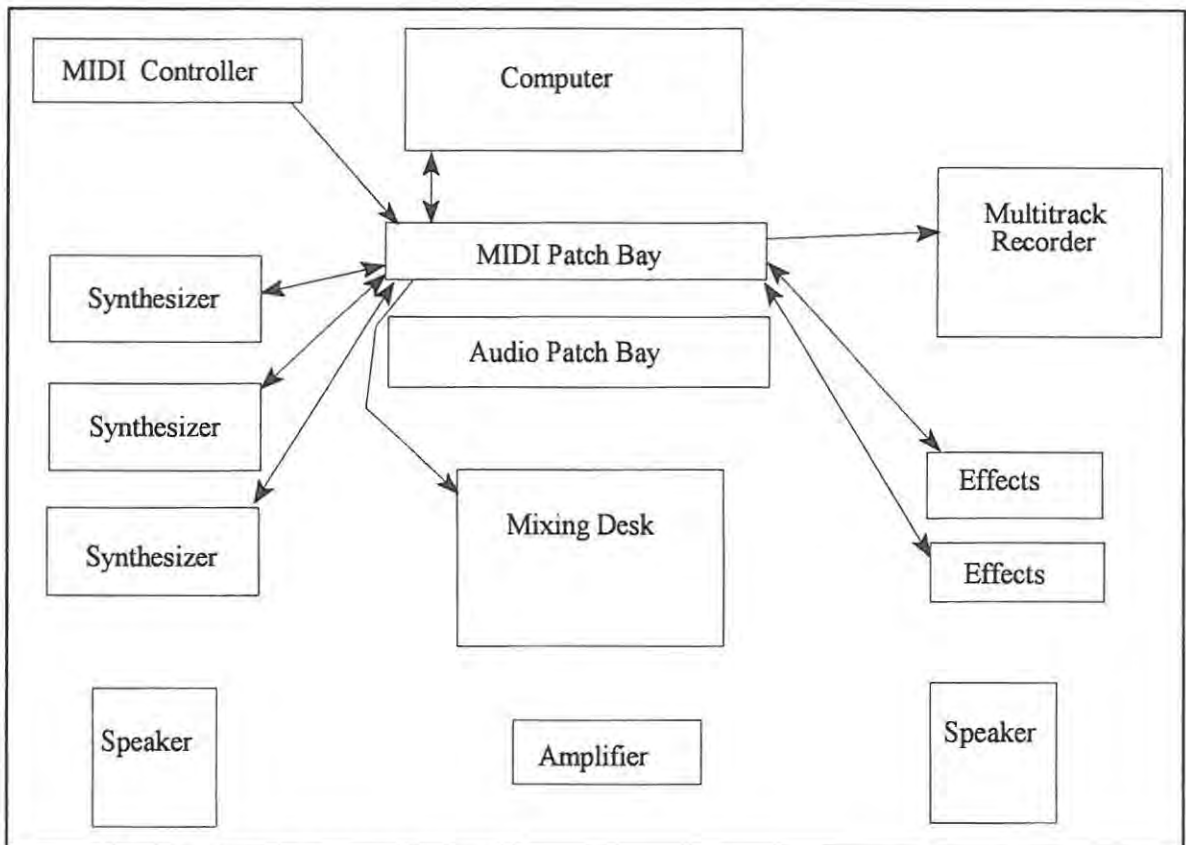 MIDI Controller
Computer
Multitrack
Recorder
MIDI Patch Bay
Synthesizer
Audio Patch Bay
Synthesizer
Effects
Mixing Desk
Synthesizer
Effects
Speaker
Amplifier
Speaker